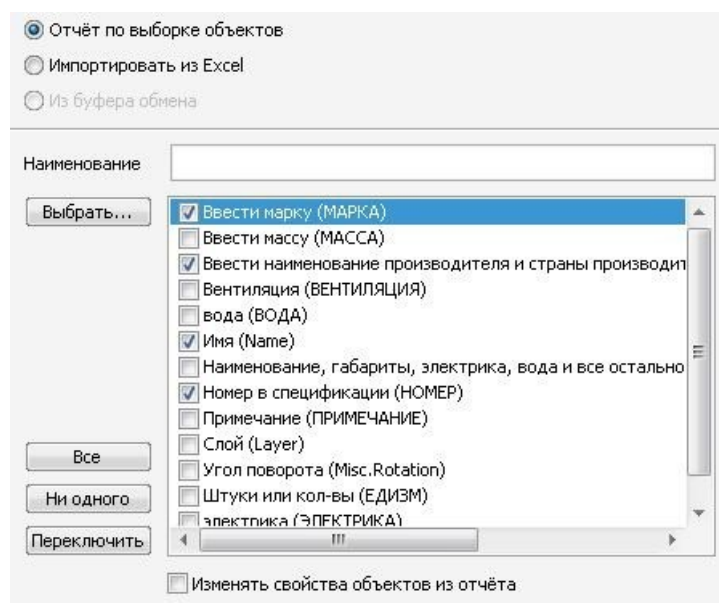 Отчёт по выборке объектов
Импортировать из Excel
Из буфера обмена
Наименование
Выбрать...
Ввести марку (МАРКА)
Ввести массу (МАССА)
Ввести наименование производителя и страны производит
Вентиляция (ВЕНТИЛЯЦИЯ)
вода (ВОДА)
Имя (Name)
Наименование, габариты, электрика, вода и все остально
Номер в спецификации (НОМЕР)
Примечание (ПРИМЕЧАНИЕ)
Слой (Layer)
Угол поворота (Misc.Rotation)
Штуки или кол-вы (ЕДИЗМ)
электрика (ЭЛЕКТРИКА)
Все
Ни одного
Переключить
Изменять свойства объектов из отчёта